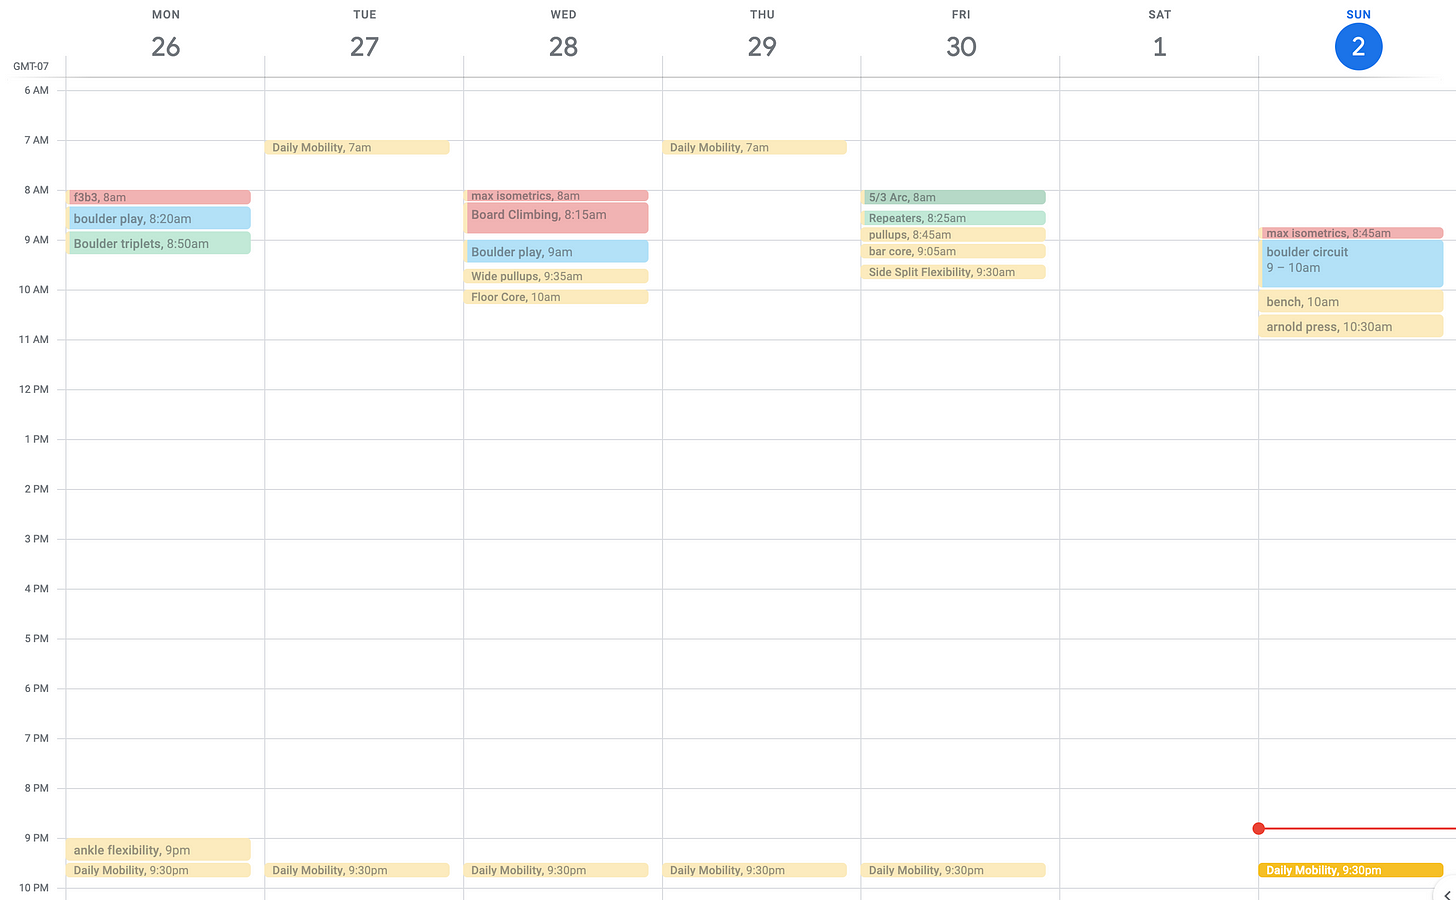 MON
TUE
WED
THU
FRI
SAT
SUN
26
27
28
29
30
1
2
GMT-07
6 AM
7 AM
Daily Mobility, 7am
Daily Mobility, 7am
8 AM
f3b3, 8am
max isometrics, 8am
5/3 Arc, 8am
boulder play, 8:20am
Board Climbing, 8:15am
Repeaters, 8:25am
pullups, 8:45am
max isometrics, 8:45am
9 AM
Boulder triplets, 8:50am
Boulder play, 9am
bar core, 9:05am
boulder circuit
9 – 10am
Wide pullups, 9:35am
Side Split Flexibility, 9:30am
10 AM
Floor Core, 10am
bench, 10am
arnold press, 10:30am
11 AM
12 PM
1 PM
2 PM
3 PM
4 PM
5 PM
6 PM
7 PM
8 PM
9 PM
ankle flexibility, 9pm
Daily Mobility, 9:30pm
Daily Mobility, 9:30pm
Daily Mobility, 9:30pm
Daily Mobility, 9:30pm
Daily Mobility, 9:30pm
Daily Mobility, 9:30pm
10 PM